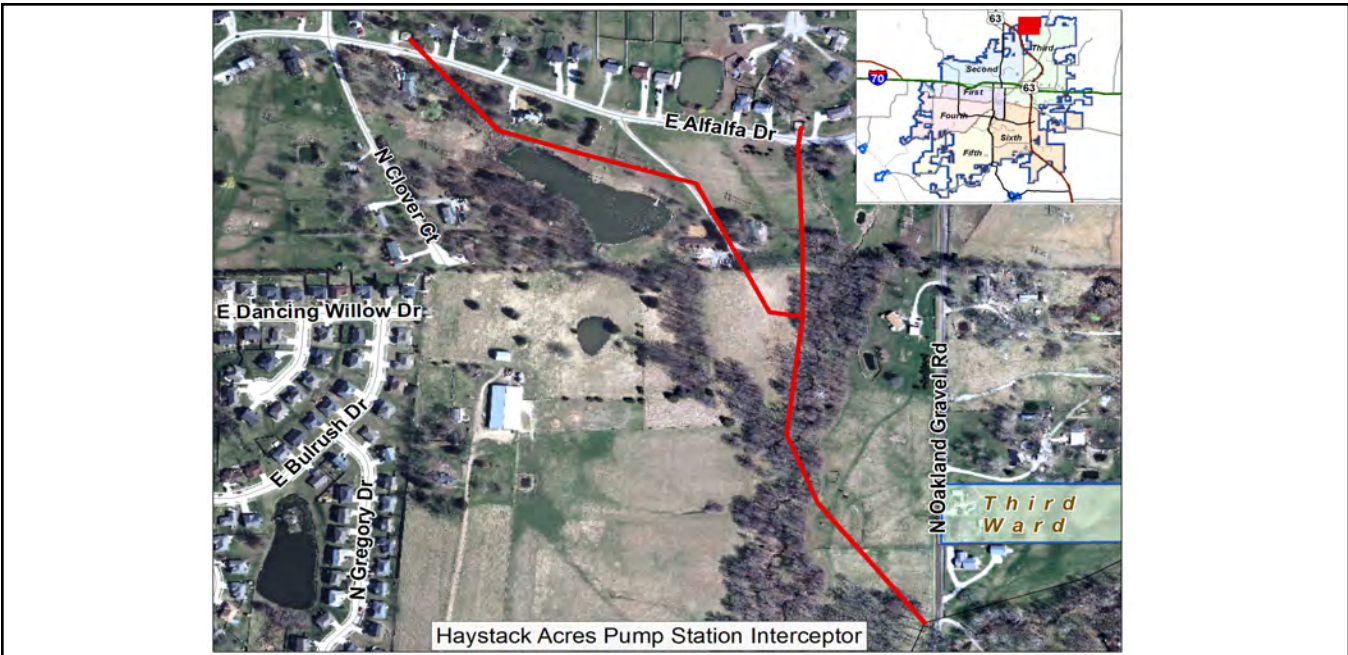 63
Third
Second
70
63
First
Fourth
Sixth
Fifth
E Alfalfa Dr
N Clover Ct
E Dancing Willow Dr
E Bulrush Dr
N Gregory Dr
N Oakland Gravel Rd
Third
Ward
Haystack Acres Pump Station Interceptor